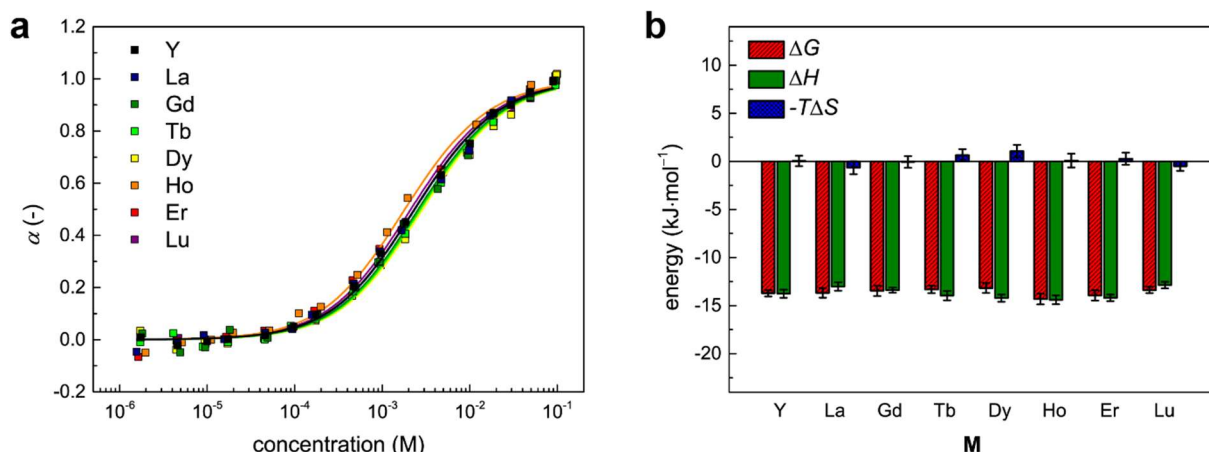 a
1.2
1.0
0.8
0.6
0.4
0.2
0.0
-0.2
α (-)
Y
La
Gd
Tb
Dy
Ho
Er
Lu
10⁻⁶ 10⁻⁵ 10⁻⁴ 10⁻³ 10⁻² 10⁻¹
concentration (M)
b
10
5
0
-5
-10
-15
-20
energy (kJ·mol⁻¹)
ΔG
ΔH
-TΔS
Y La Gd Tb Dy Ho Er Lu
M